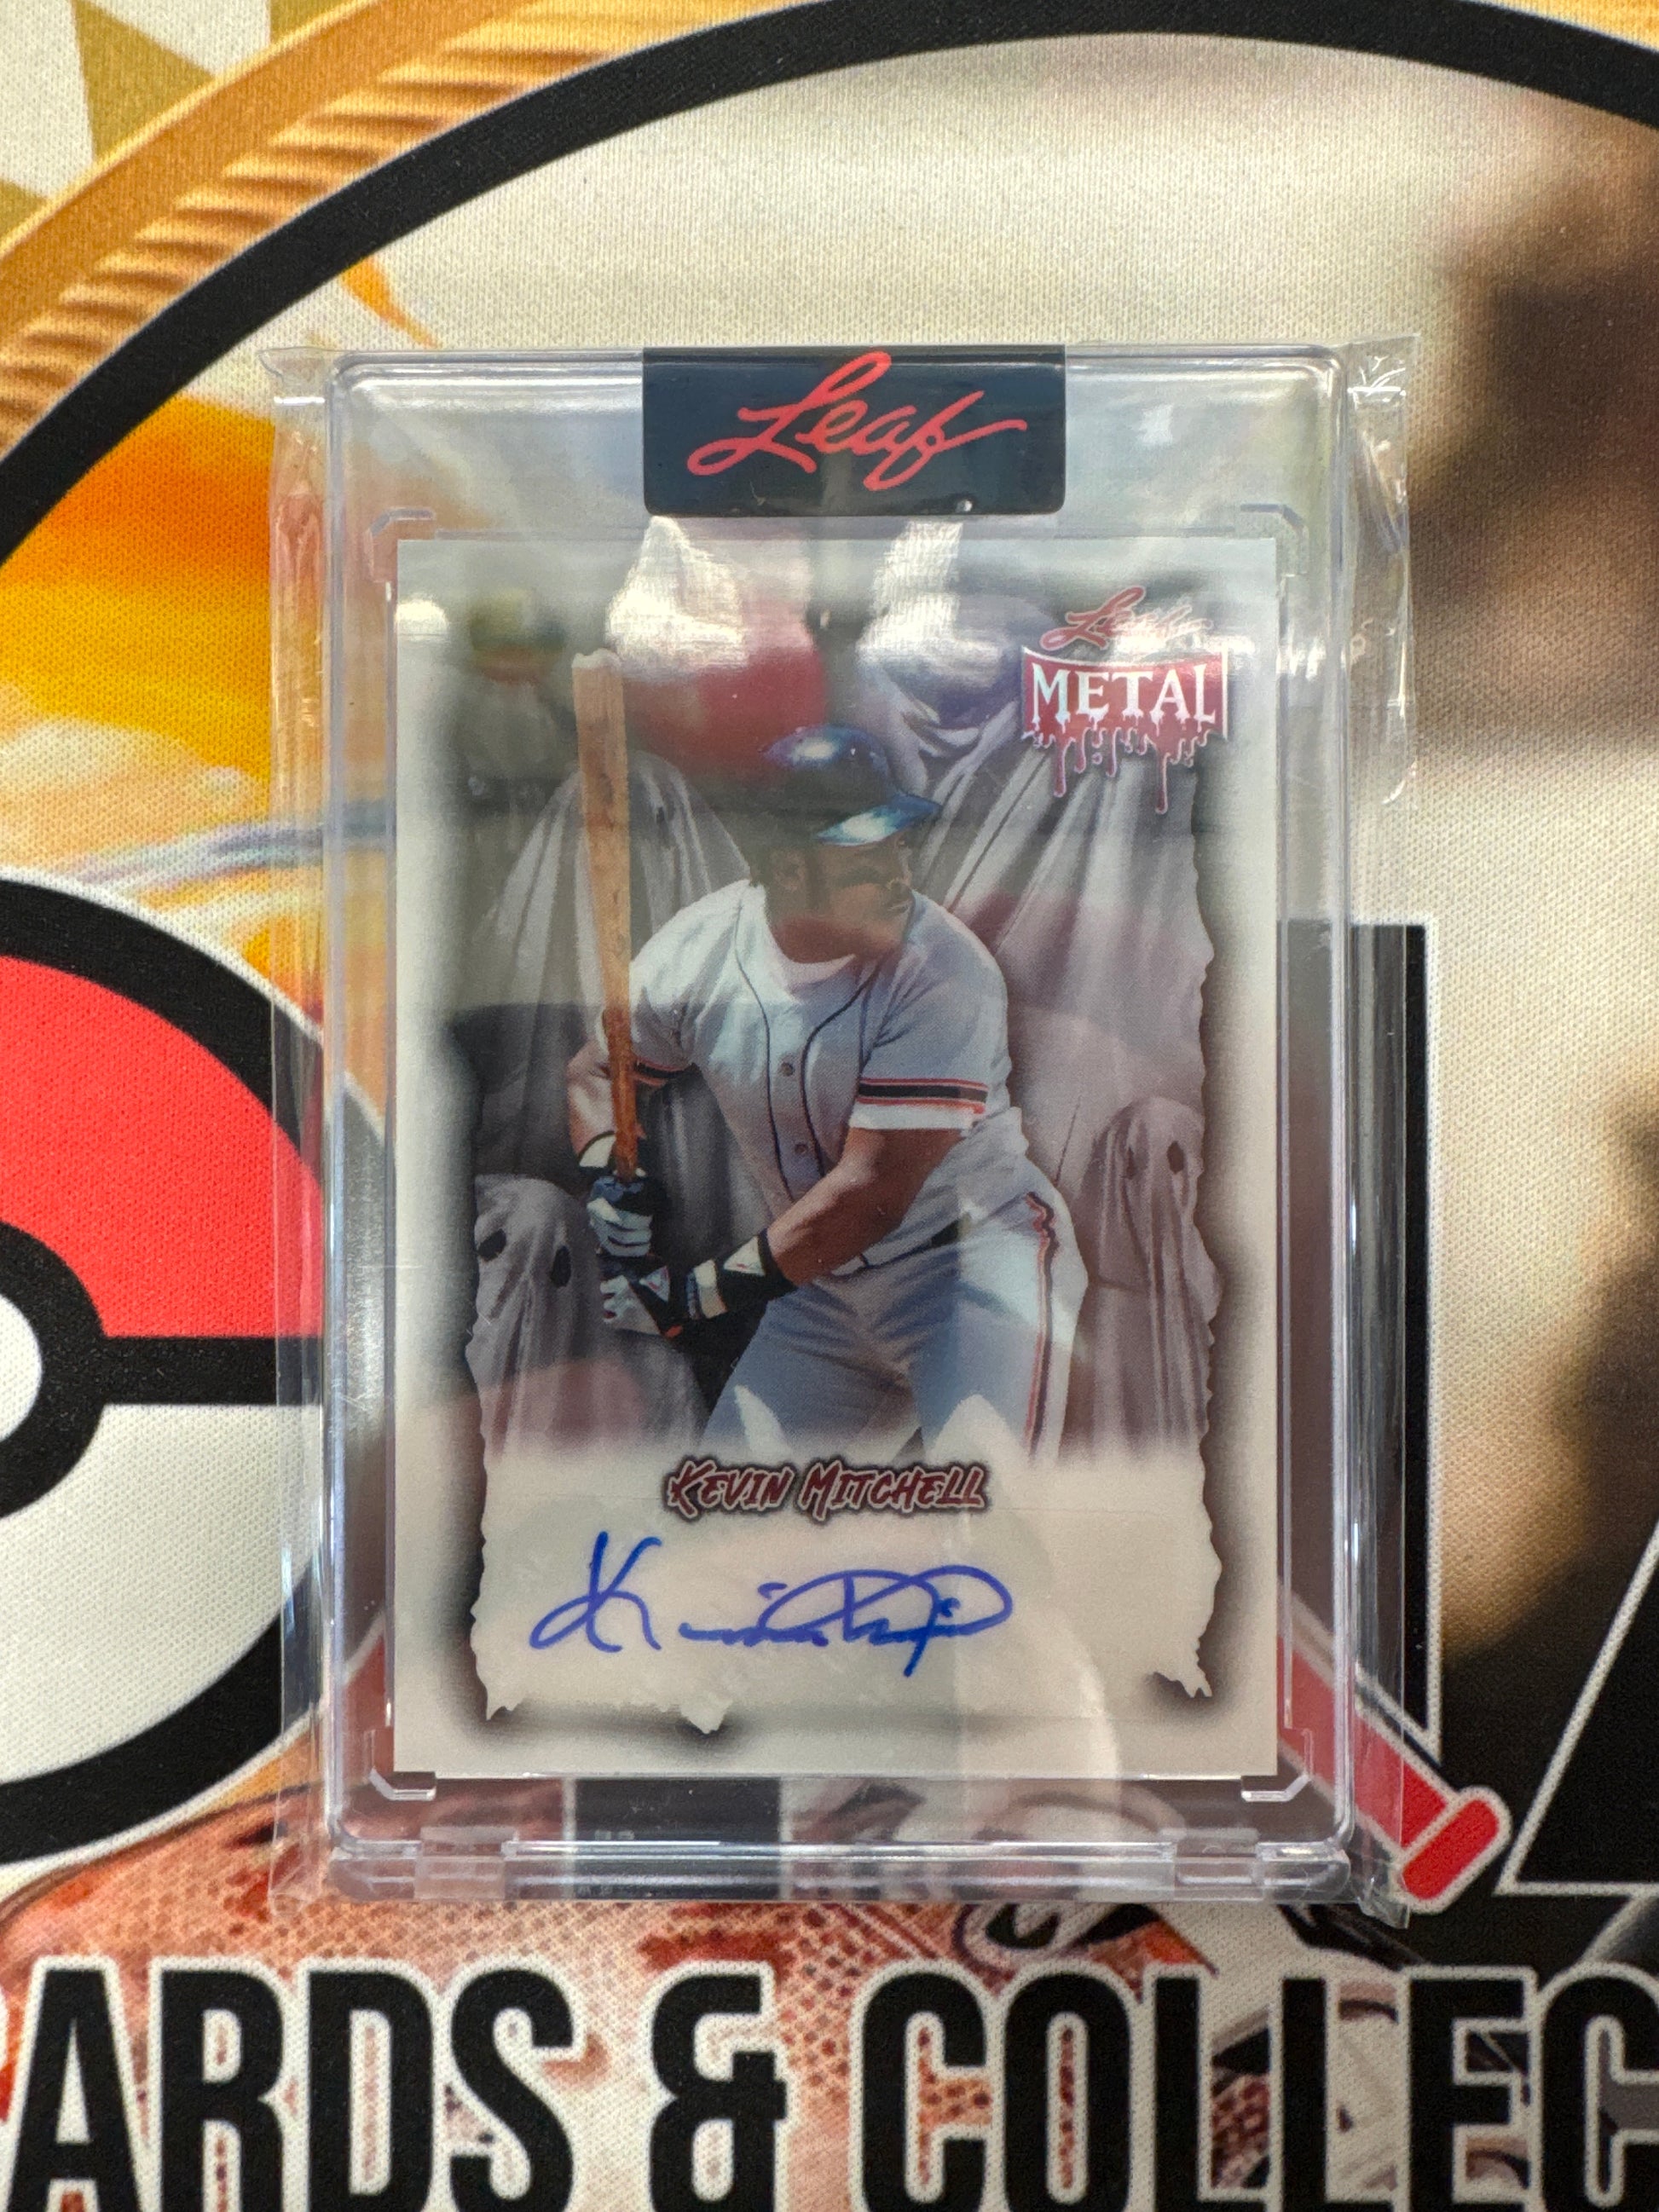 Leaf
Leaf
METAL
KEVIN MITCHELL
ARDS & COLLEC